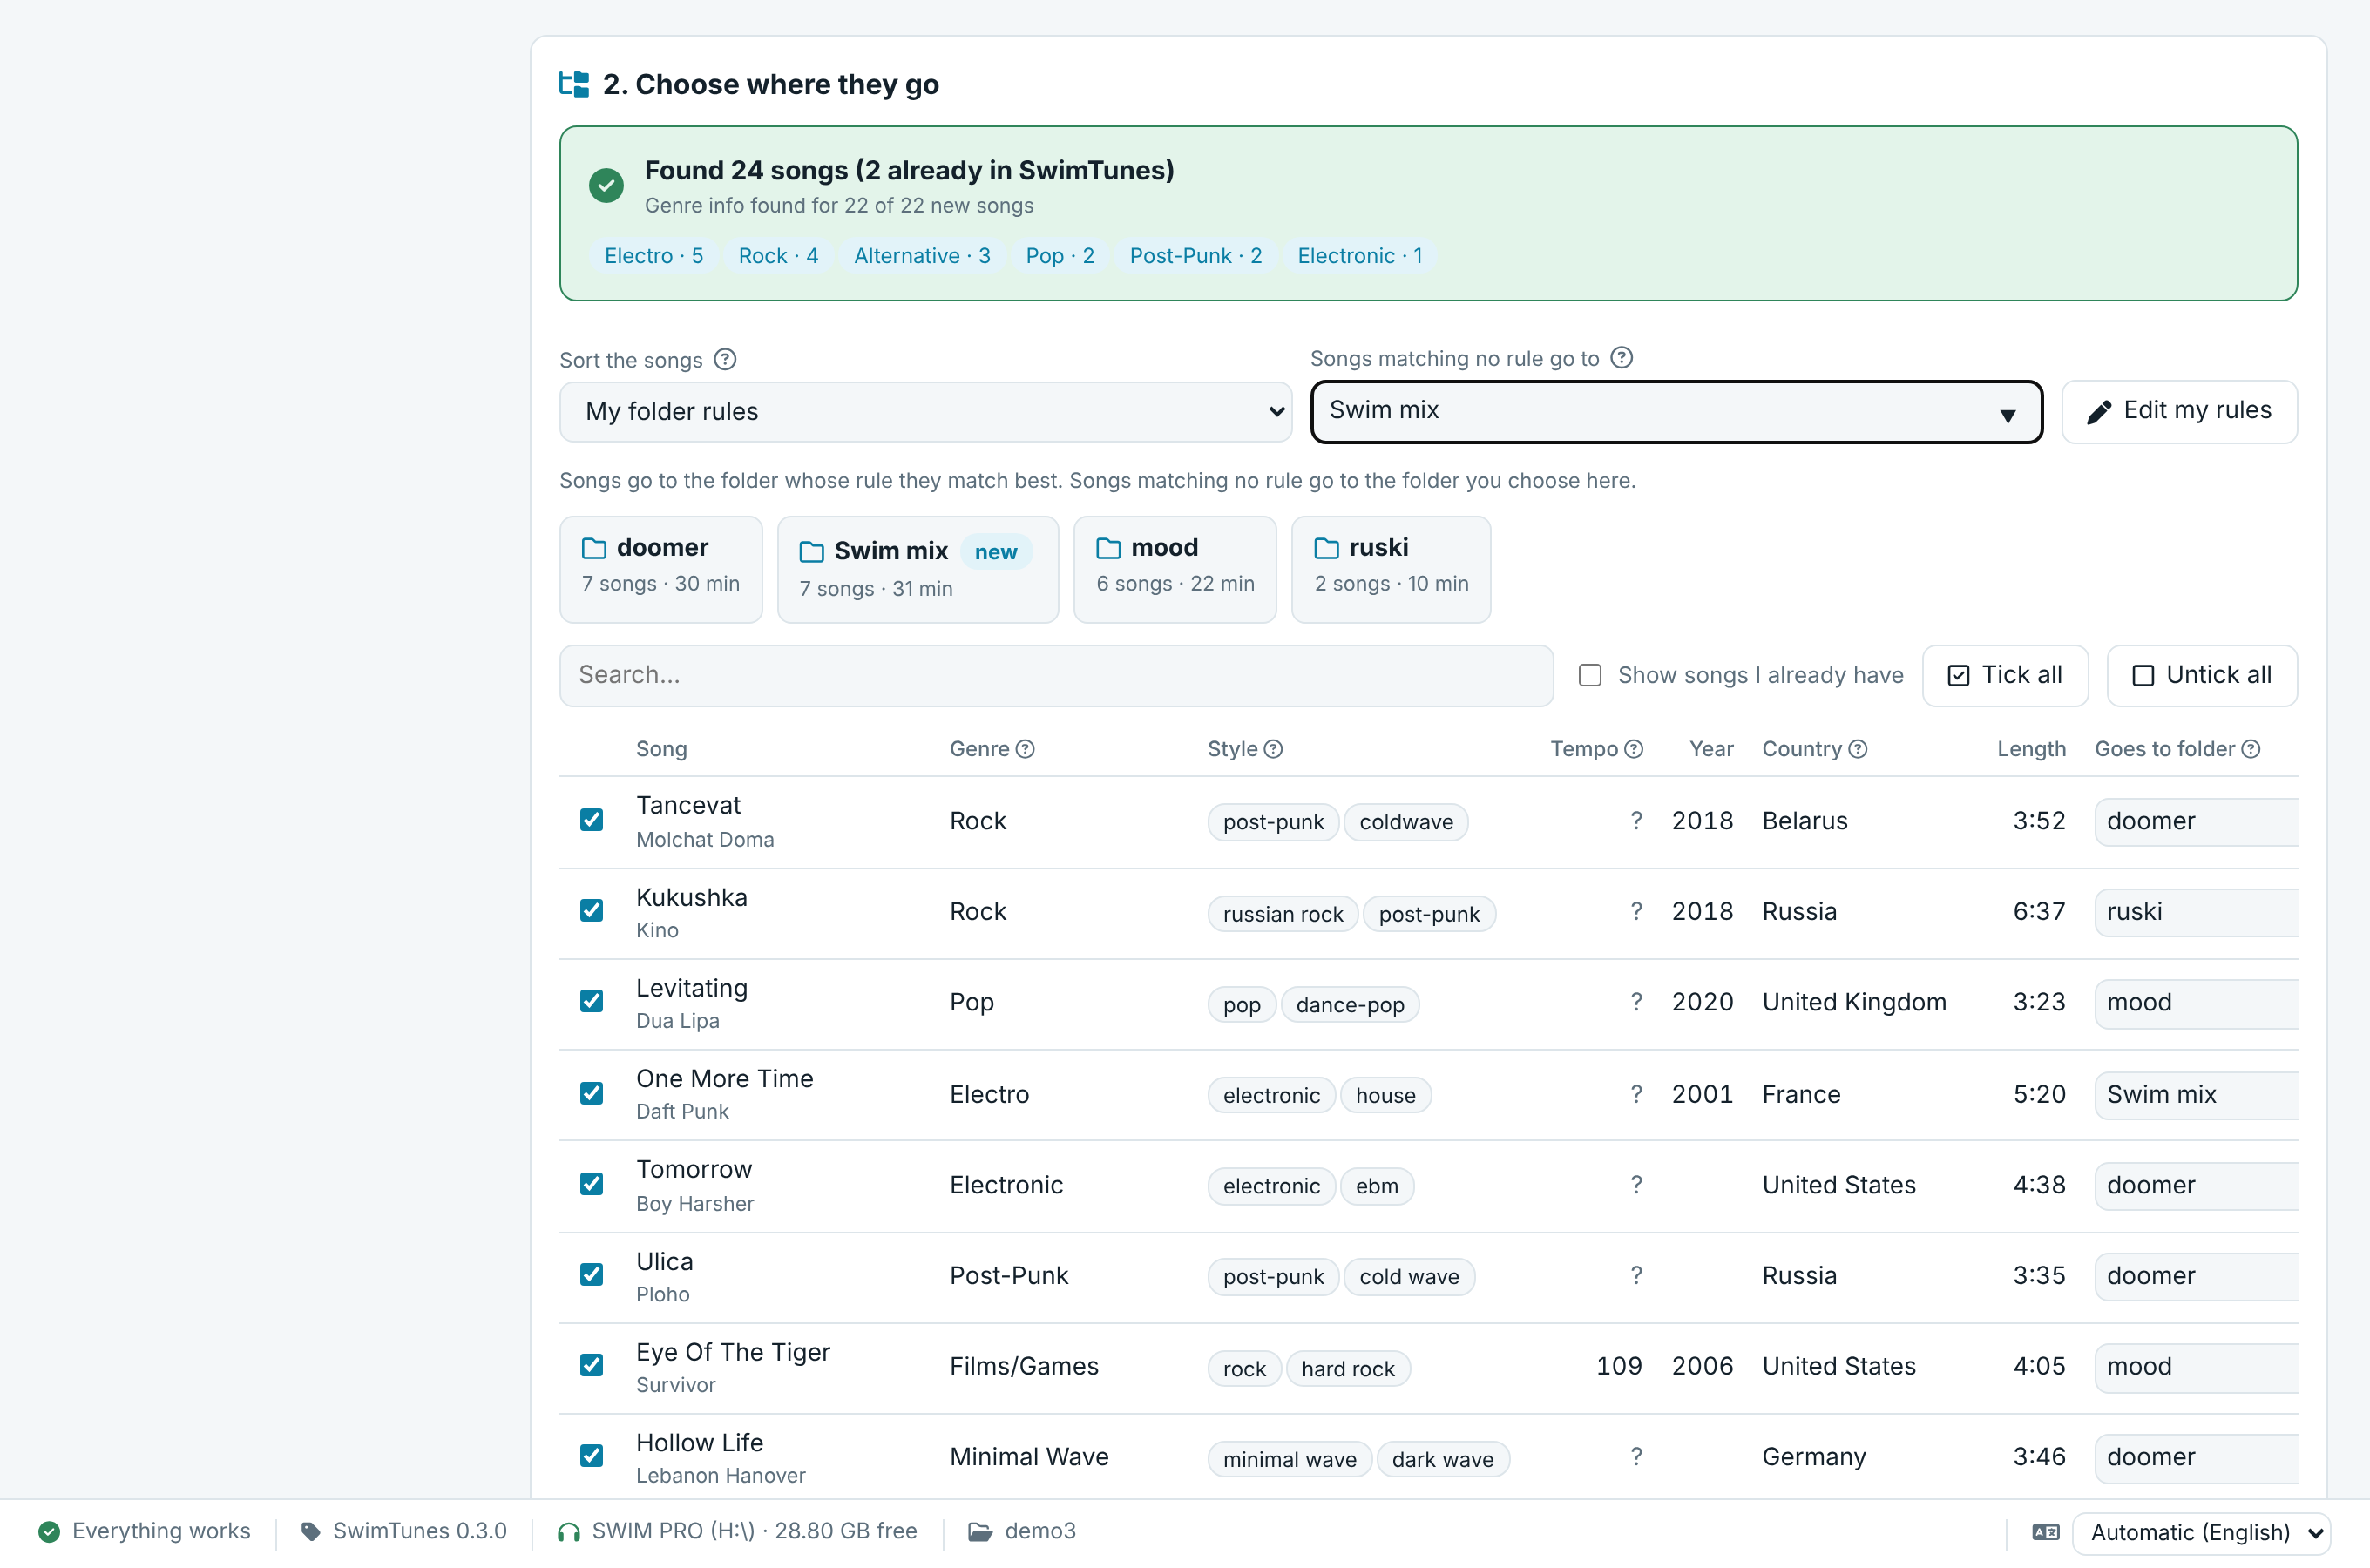 2. Choose where they go
Found 24 songs (2 already in SwimTunes)
Genre info found for 22 of 22 new songs
Electro · 5 Rock · 4 Alternative · 3 Pop · 2 Post-Punk · 2 Electronic · 1
Sort the songs ? Songs matching no rule go to ?
My folder rules Swim mix Edit my rules
Songs go to the folder whose rule they match best. Songs matching no rule go to the folder you choose here.
doomer Swim mix new mood ruski
7 songs · 30 min 7 songs · 31 min 6 songs · 22 min 2 songs · 10 min
Search... Show songs I already have Tick all Untick all
Song Genre ? Style ? Tempo ? Year Country ? Length Goes to folder ?
Tancevat
Molchat Doma Rock post-punk coldwave ? 2018 Belarus 3:52 doomer
Kukushka
Kino Rock russian rock post-punk ? 2018 Russia 6:37 ruski
Levitating
Dua Lipa Pop pop dance-pop ? 2020 United Kingdom 3:23 mood
One More Time
Daft Punk Electro electronic house ? 2001 France 5:20 Swim mix
Tomorrow
Boy Harsher Electronic electronic ebm ? United States 4:38 doomer
Ulica
Ploho Post-Punk post-punk cold wave ? Russia 3:35 doomer
Eye Of The Tiger
Survivor Films/Games rock hard rock 109 2006 United States 4:05 mood
Hollow Life
Lebanon Hanover Minimal Wave minimal wave dark wave ? Germany 3:46 doomer
Everything works SwimTunes 0.3.0 SWIM PRO (H:\) · 28.80 GB free demo3 Automatic (English)